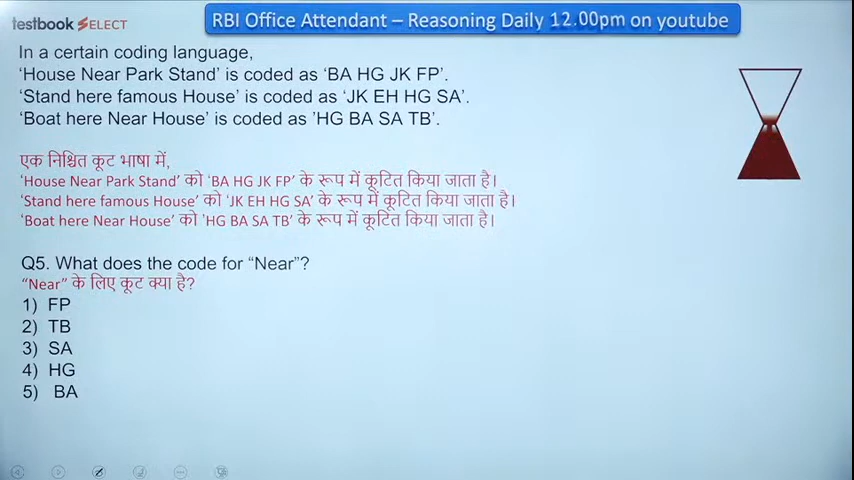 testbook SELECT
RBI Office Attendant – Reasoning Daily 12.00pm on youtube
In a certain coding language,
‘House Near Park Stand’ is coded as ‘BA HG JK FP’.
‘Stand here famous House’ is coded as ‘JK EH HG SA’.
‘Boat here Near House’ is coded as ’HG BA SA TB’.
एक निश्चित कूट भाषा में,
‘House Near Park Stand’ को ‘BA HG JK FP’ के रूप में कूटित किया जाता है।
‘Stand here famous House’ को ‘JK EH HG SA’ के रूप में कूटित किया जाता है।
‘Boat here Near House’ को ’HG BA SA TB’ के रूप में कूटित किया जाता है।
Q5. What does the code for “Near”?
“Near” के लिए कूट क्या है?
1) FP
2) TB
3) SA
4) HG
5) BA